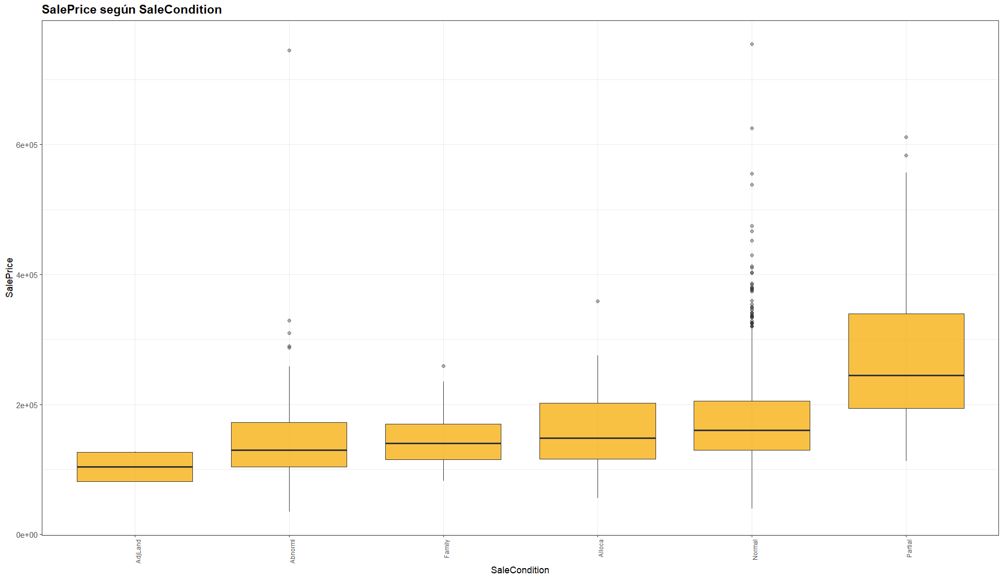 SalePrice según SaleCondition
SalePrice
6e+05
4e+05
2e+05
0e+00
AdjLand
Abnorml
Family
Alloca
Normal
Partial
SaleCondition